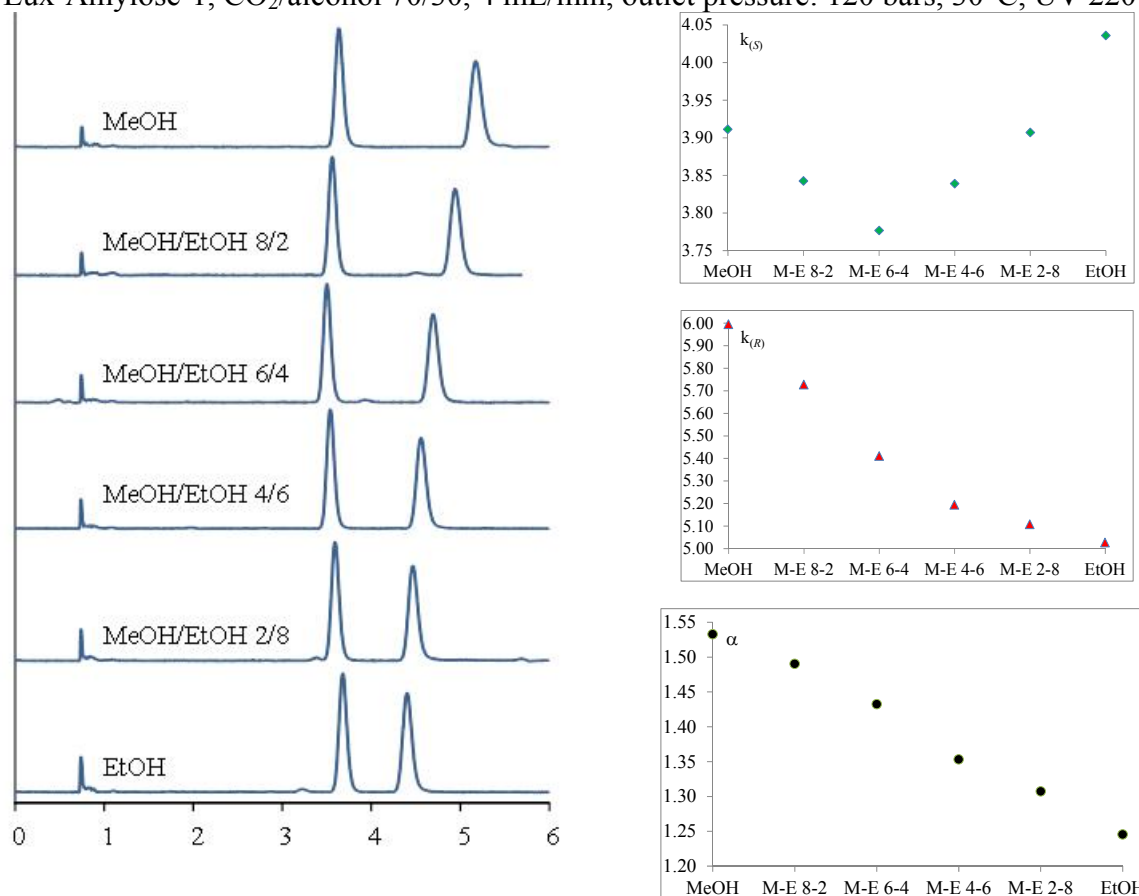 Lux-Amylose-1, CO2/alcohol 70/30, 4 mL/min, outlet pressure: 120 bars, 30°C, UV 220
MeOH
MeOH/EtOH 8/2
MeOH/EtOH 6/4
MeOH/EtOH 4/6
MeOH/EtOH 2/8
EtOH
0 1 2 3 4 5 6
k(S)
4.05
4.00
3.95
3.90
3.85
3.80
3.75
MeOH M-E 8-2 M-E 6-4 M-E 4-6 M-E 2-8 EtOH
k(R)
6.00
5.90
5.80
5.70
5.60
5.50
5.40
5.30
5.20
5.10
5.00
MeOH M-E 8-2 M-E 6-4 M-E 4-6 M-E 2-8 EtOH
α
1.55
1.50
1.45
1.40
1.35
1.30
1.25
1.20
MeOH M-E 8-2 M-E 6-4 M-E 4-6 M-E 2-8 EtOH